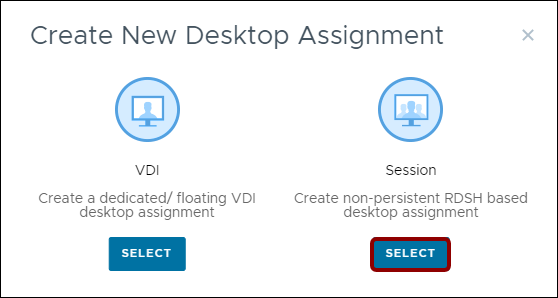 Create New Desktop Assignment
VDI
Create a dedicated/ floating VDI
desktop assignment
SELECT
Session
Create non-persistent RDSH based
desktop assignment
SELECT